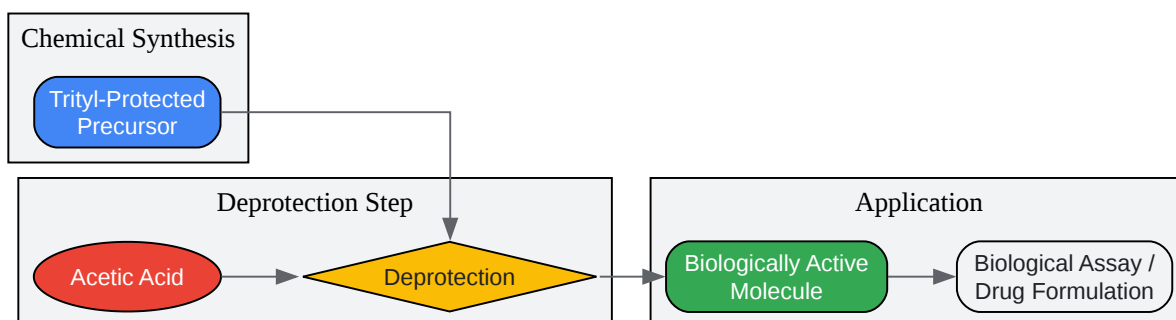 Chemical Synthesis
Trityl-Protected
Precursor
Deprotection Step
Acetic Acid
Deprotection
Application
Biologically Active
Molecule
Biological Assay /
Drug Formulation